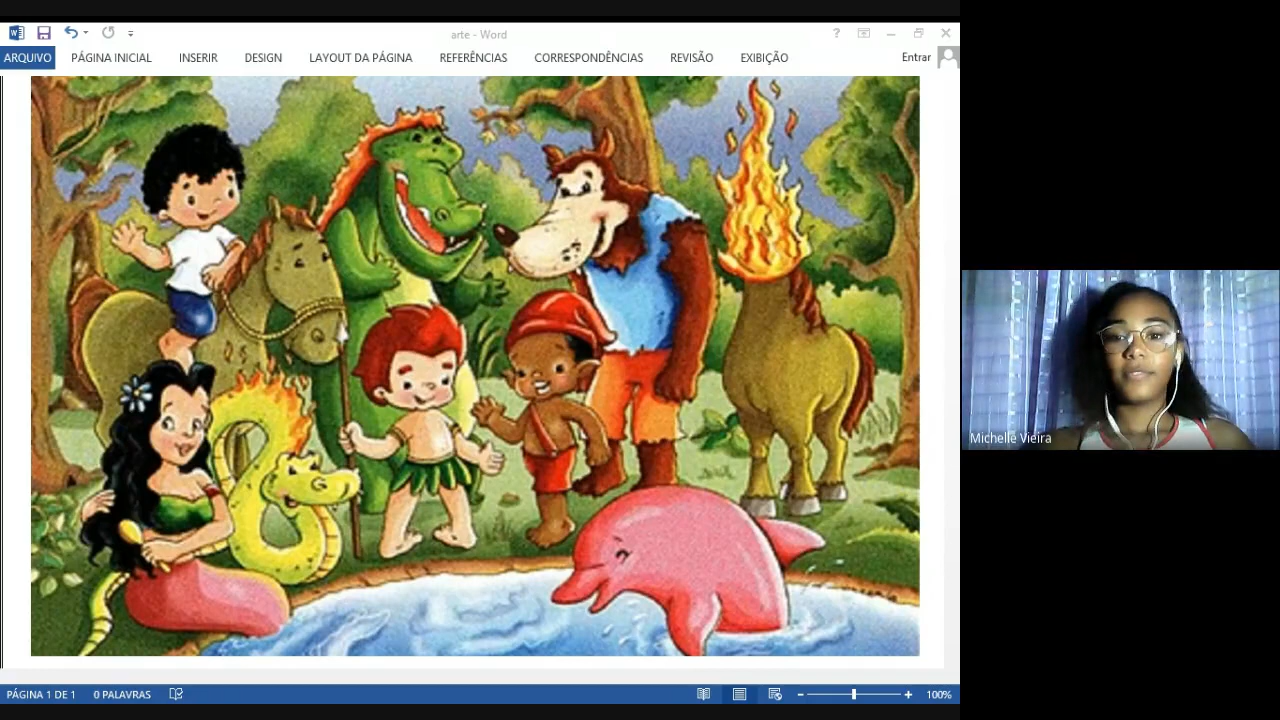 arte - Word
?
ARQUIVO PÁGINA INICIAL INSERIR DESIGN LAYOUT DA PÁGINA REFERÊNCIAS CORRESPONDÊNCIAS REVISÃO EXIBIÇÃO Entrar
Michelle Vieira
PÁGINA 1 DE 1 0 PALAVRAS 100%